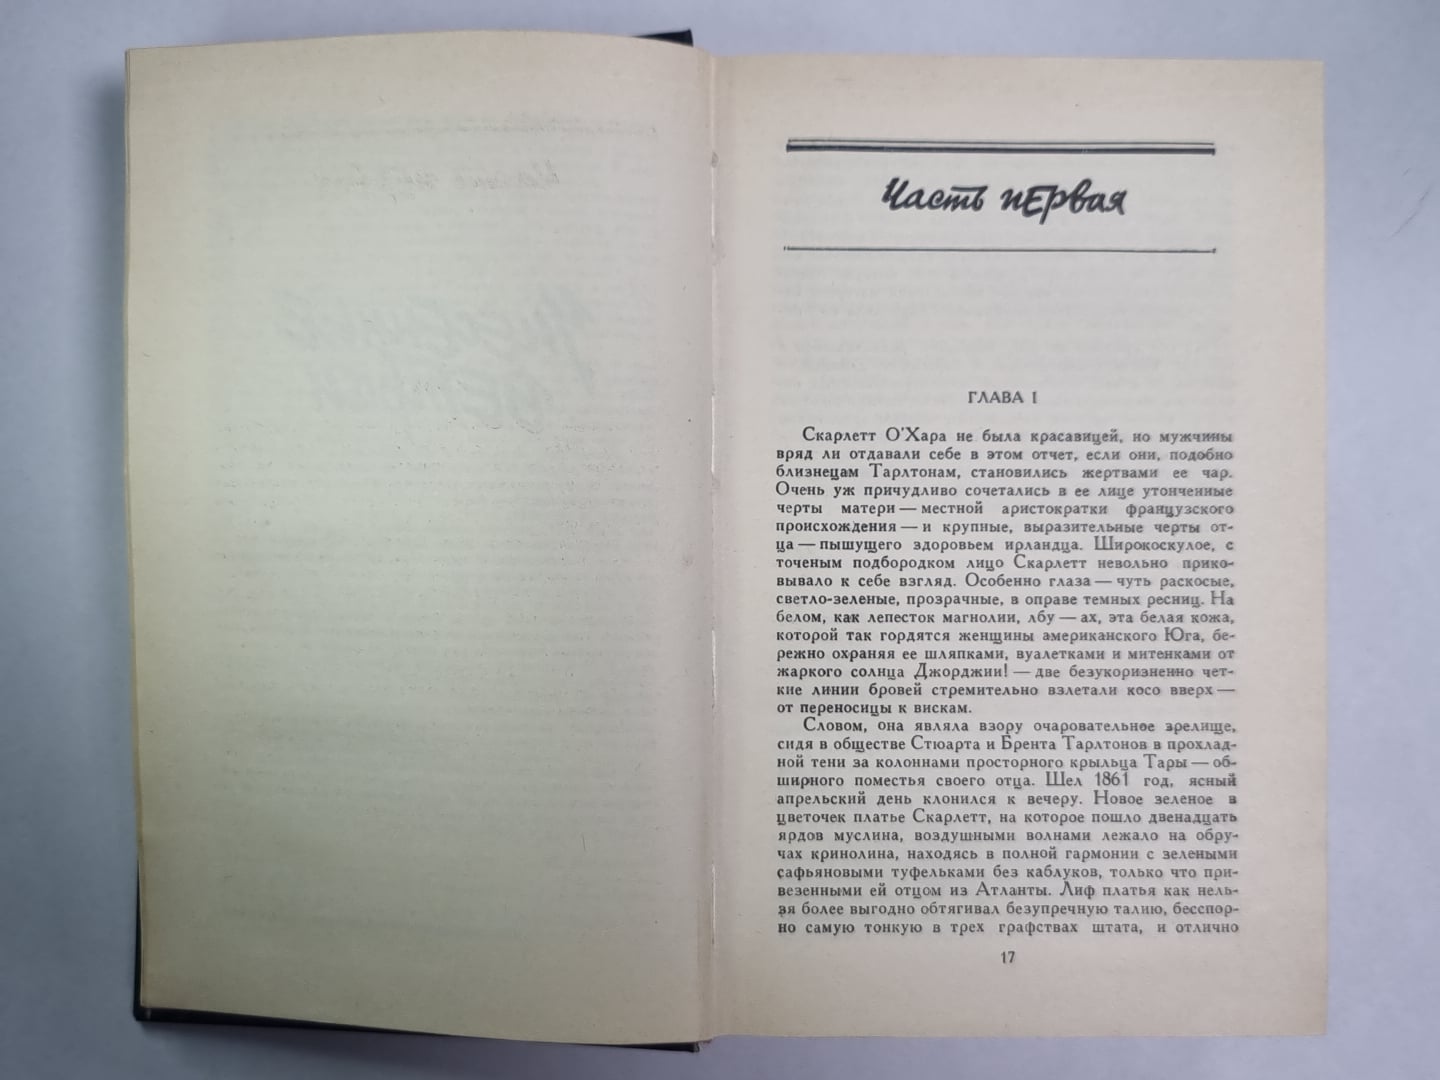 Часть первая
ГЛАВА I
Скарлетт О'Хара не была красавицей, но мужчины
вряд ли отдавали себе в этом отчет, если они, подобно
близнецам Тарлтонам, становились жертвами ее чар.
Очень уж причудливо сочетались в ее лице утонченные
черты матери — местной аристократки французского
происхождения — и крупные, выразительные черты от-
ца — пышущего здоровьем ирландца. Широкоскулое, с
точеным подбородком лицо Скарлетт невольно прико-
вывало к себе взгляд. Особенно глаза — чуть раскосые,
светло-зеленые, прозрачные, в оправе темных ресниц. На
белом, как лепесток магнолии, лбу — ах, эта белая кожа,
которой так гордятся женщины американского Юга, бе-
режно охраняя ее шляпками, вуалетками и митенками от
жаркого солнца Джорджии! — две безукоризненно чет-
кие линии бровей стремительно взлетали косо вверх —
от переносицы к вискам.
Словом, она являла взору очаровательное зрелище,
сидя в обществе Стюарта и Брента Тарлтонов в прохлад-
ной тени за колоннами просторного крыльца Тары — об-
ширного поместья своего отца. Шел 1861 год, ясный
апрельский день клонился к вечеру. Новое зеленое в
цветочек платье Скарлетт, на которое пошло двенадцать
ярдов муслина, воздушными волнами лежало на обру-
чах кринолина, находясь в полной гармонии с зелеными
сафьяновыми туфельками без каблуков, только что при-
везенными ей отцом из Атланты. Лиф платья как нель-
зя более выгодно обтягивал безупречную талию, бесспор-
но самую тонкую в трех графствах штата, и отлично
17